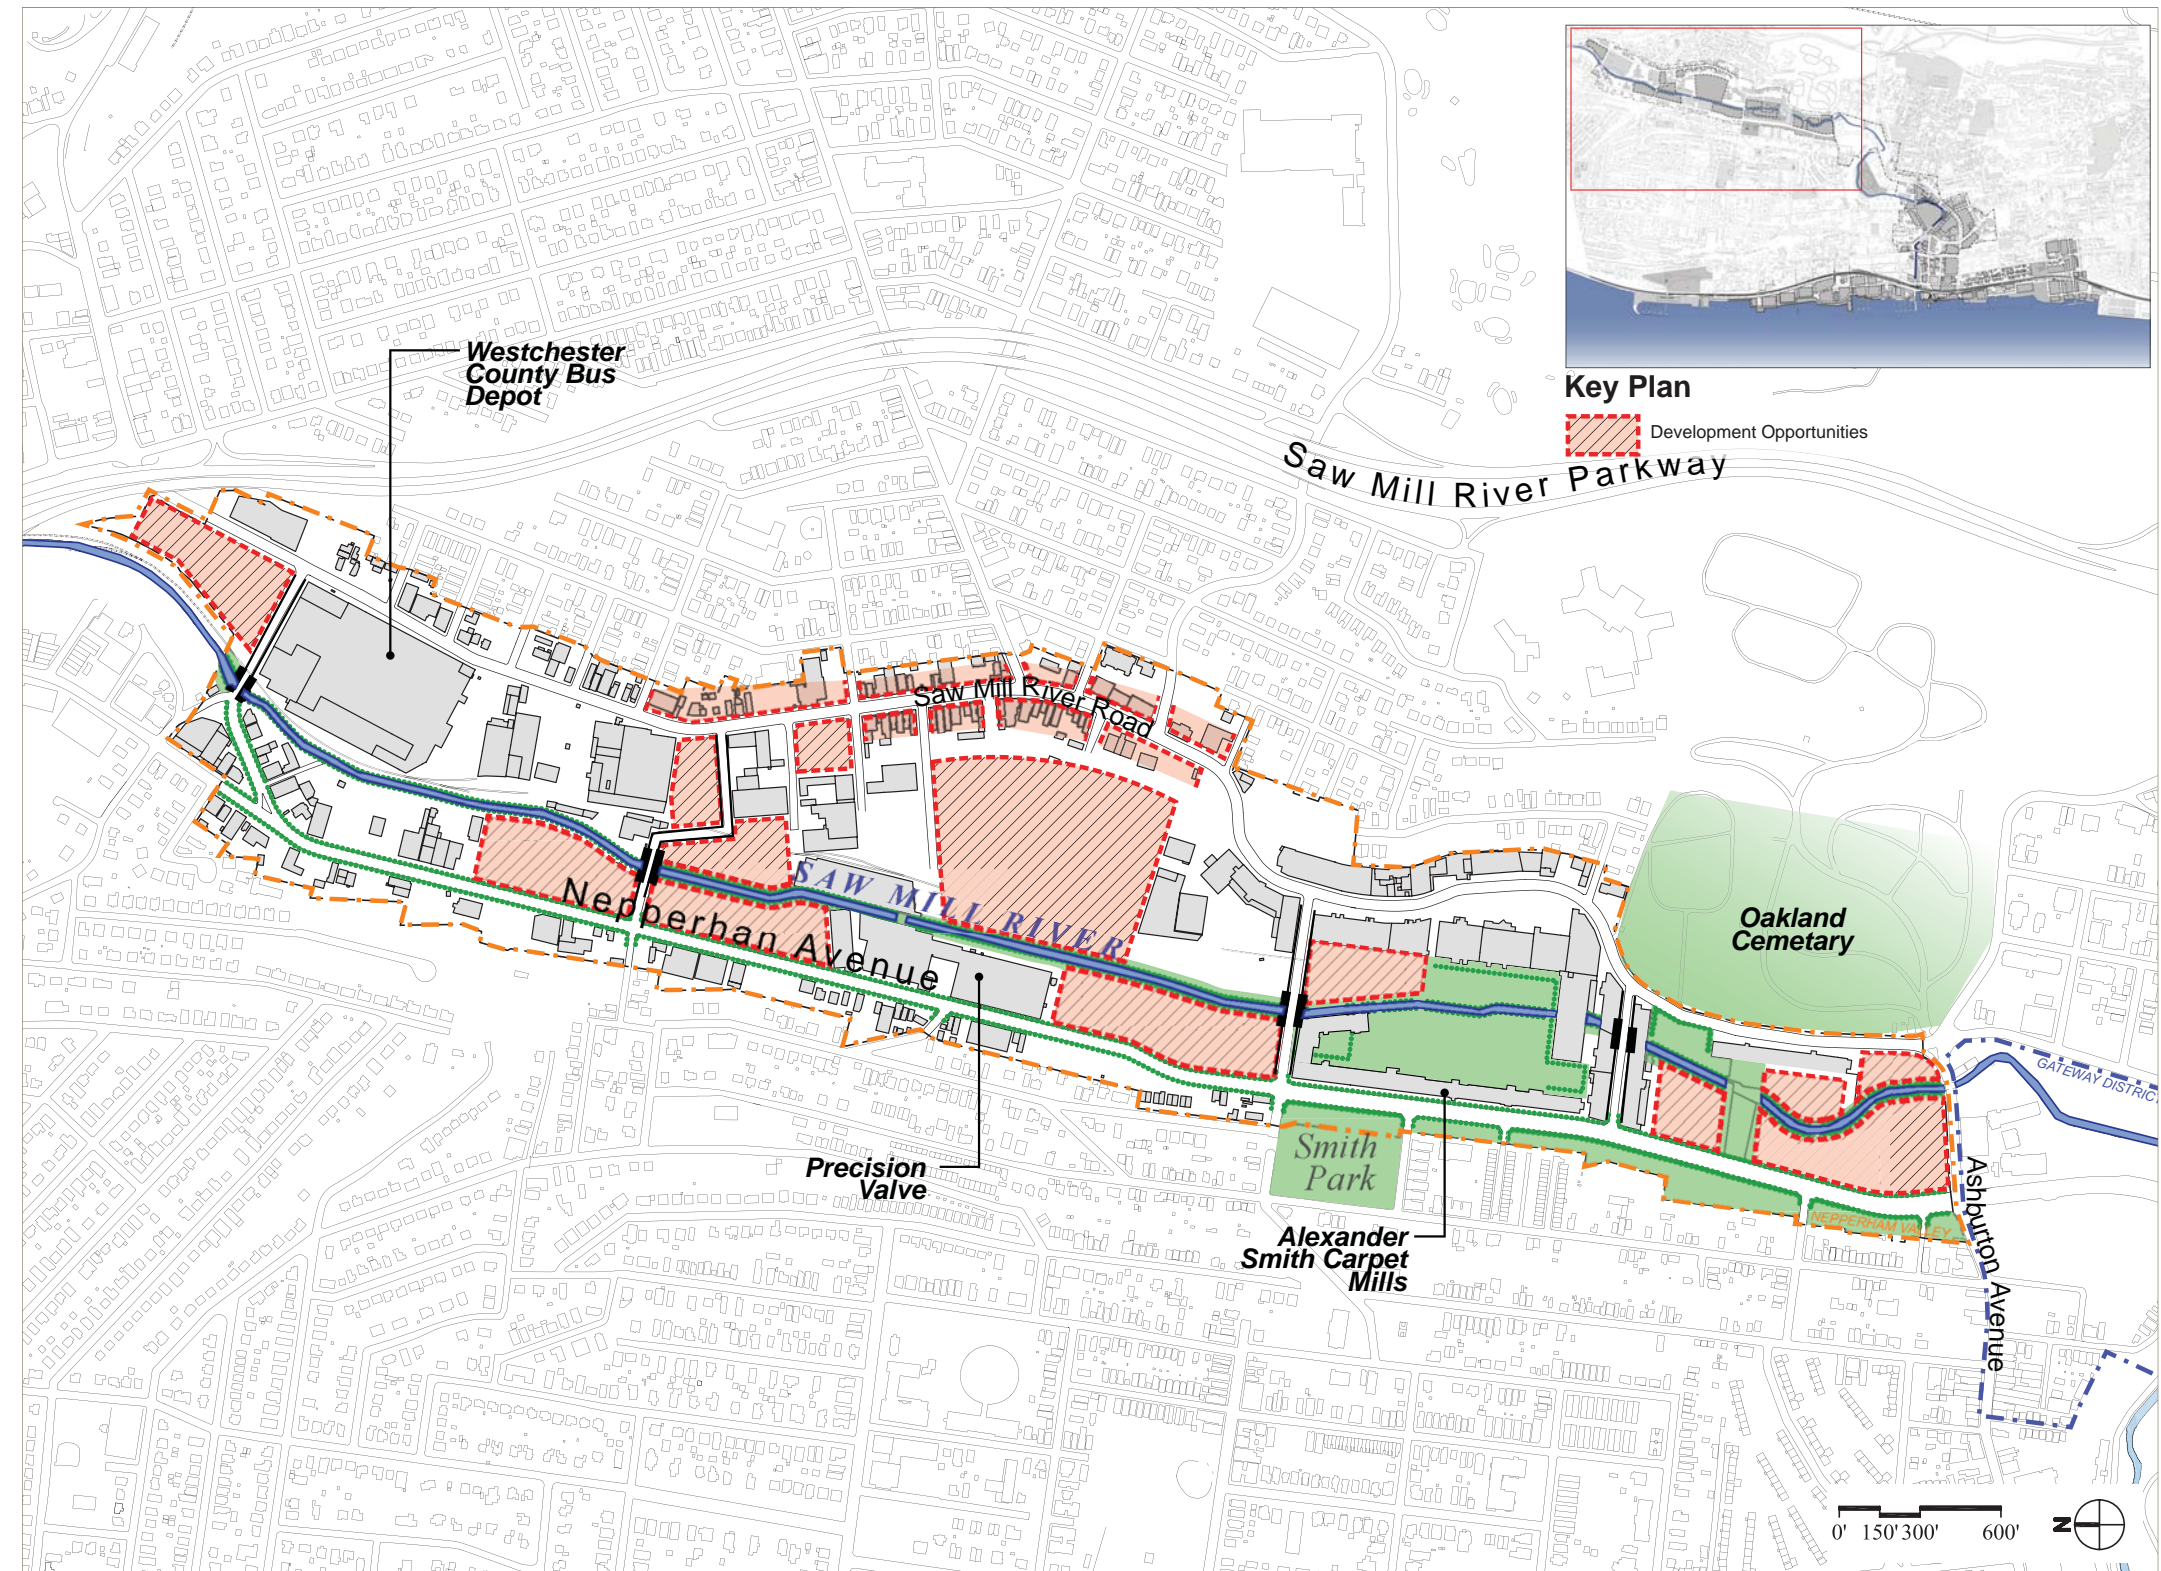 Key Plan
Development Opportunities
Westchester
County Bus
Depot
Saw Mill River Parkway
Saw Mill River Road
SAW MILL RIVER
Nepperhan Avenue
Oakland
Cemetary
GATEWAY DISTRICT
Precision
Valve
Smith
Park
Alexander
Smith Carpet
Mills
NEPPERHAM VALLEY
Ashburton Avenue
0' 150' 300' 600'
N